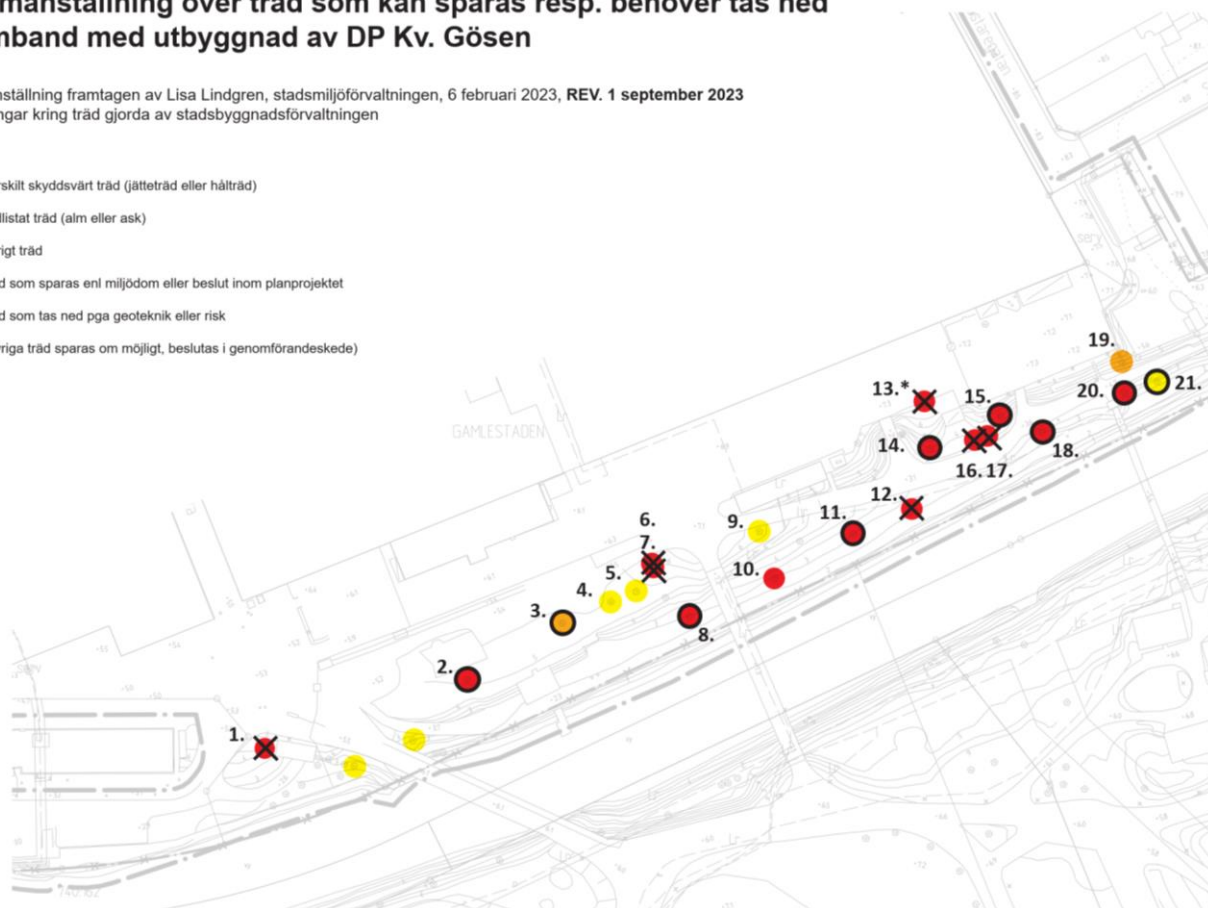 manställning över träd som kan sparas resp. behöver tas ned
mband med utbyggnad av DP Kv. Gösen
nställning framtagen av Lisa Lindgren, stadsmiljöförvaltningen, 6 februari 2023, REV. 1 september 2023
ngar kring träd gjorda av stadsbyggnadsförvaltningen
rskilt skyddsvärt träd (jätteträd eller hålträd)
llistat träd (alm eller ask)
rigt träd
d som sparas enl miljödom eller beslut inom planprojektet
d som tas ned pga geoteknik eller risk
vriga träd sparas om möjligt, beslutas i genomförandeskede)
19.
13.*
15.
20.
21.
GAMLESTADEN
14.
18.
16. 17.
12.
6.
9.
11.
7.
5.
10.
4.
3.
8.
2.
1.